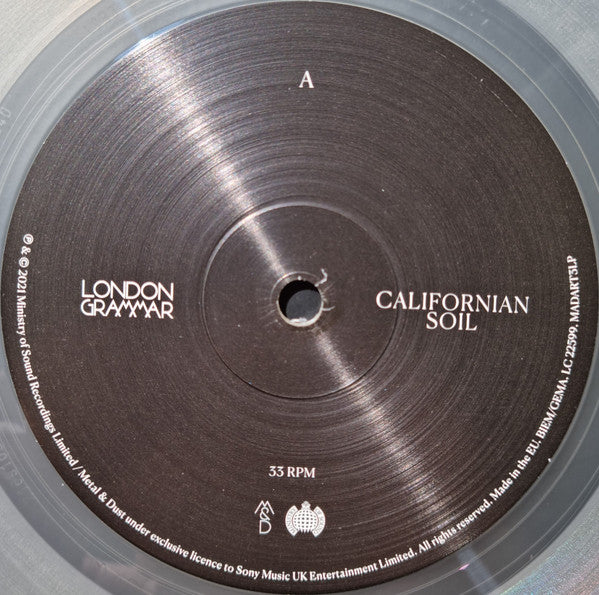 A
LONDON
GRAMMAR
CALIFORNIAN
SOIL
33 RPM
M&D
℗ & © 2021 Ministry of Sound Recordings Limited / Metal & Dust under exclusive licence to Sony Music UK Entertainment Limited. All rights reserved. Made in the EU. BIEM/GEMA. LC 22599. MADART3LP